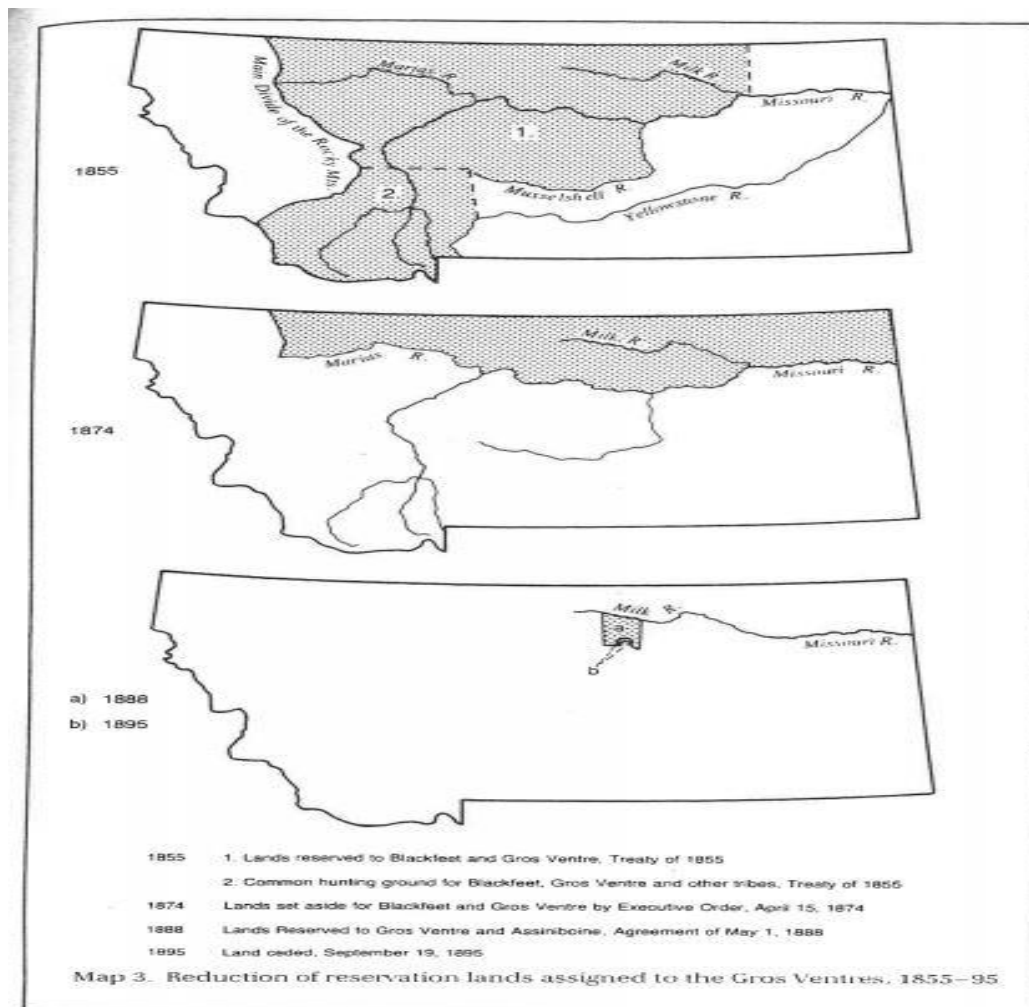 Main Divide of the Rocky Mts.
Marias R.
Milk R.
Missouri R.
1.
1855
2
Musselshell R.
Yellowstone R.
Milk R.
Marias R.
Missouri R.
1874
Milk R.
a
Missouri R.
b
a) 1888
b) 1895
1855 1. Lands reserved to Blackfeet and Gros Ventre, Treaty of 1855
2. Common hunting ground for Blackfeet, Gros Ventre and other tribes, Treaty of 1855
1874 Lands set aside for Blackfeet and Gros Ventre by Executive Order, April 15, 1874
1888 Lands Reserved to Gros Ventre and Assiniboine, Agreement of May 1, 1888
1895 Land ceded, September 19, 1895
Map 3. Reduction of reservation lands assigned to the Gros Ventres, 1855–95